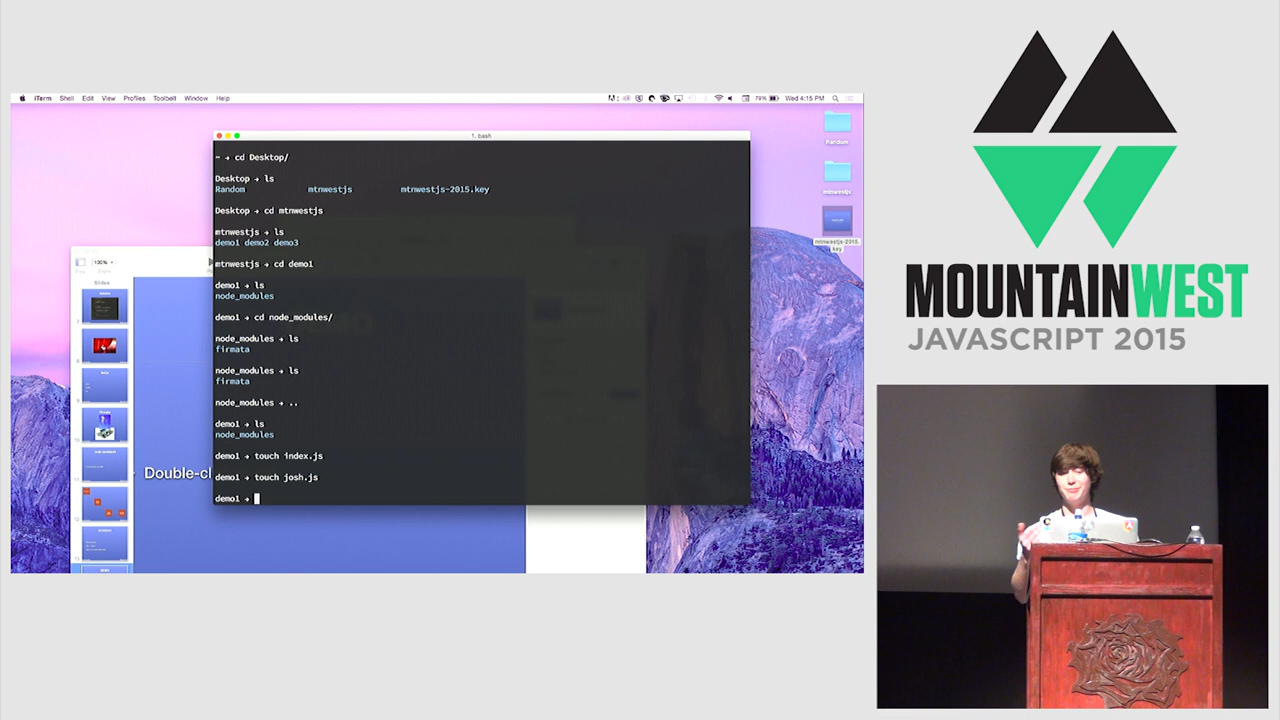 iTerm Shell Edit View Profiles Toolbelt Window Help
79% Wed 4:15 PM
1. bash
~ → cd Desktop/
Desktop → ls
Random mtnwestjs mtnwestjs-2015.key
Desktop → cd mtnwestjs
mtnwestjs → ls
demo1 demo2 demo3
mtnwestjs → cd demo1
demo1 → ls
node_modules
demo1 → cd node_modules/
node_modules → ls
firmata
node_modules → ls
firmata
node_modules → ..
demo1 → ls
node_modules
demo1 → touch index.js
demo1 → touch josh.js
demo1 →
100%
Slides
Double-cl
Random
mtnwestjs
mtnwestjs-2015.
key
MOUNTAINWEST
JAVASCRIPT 2015